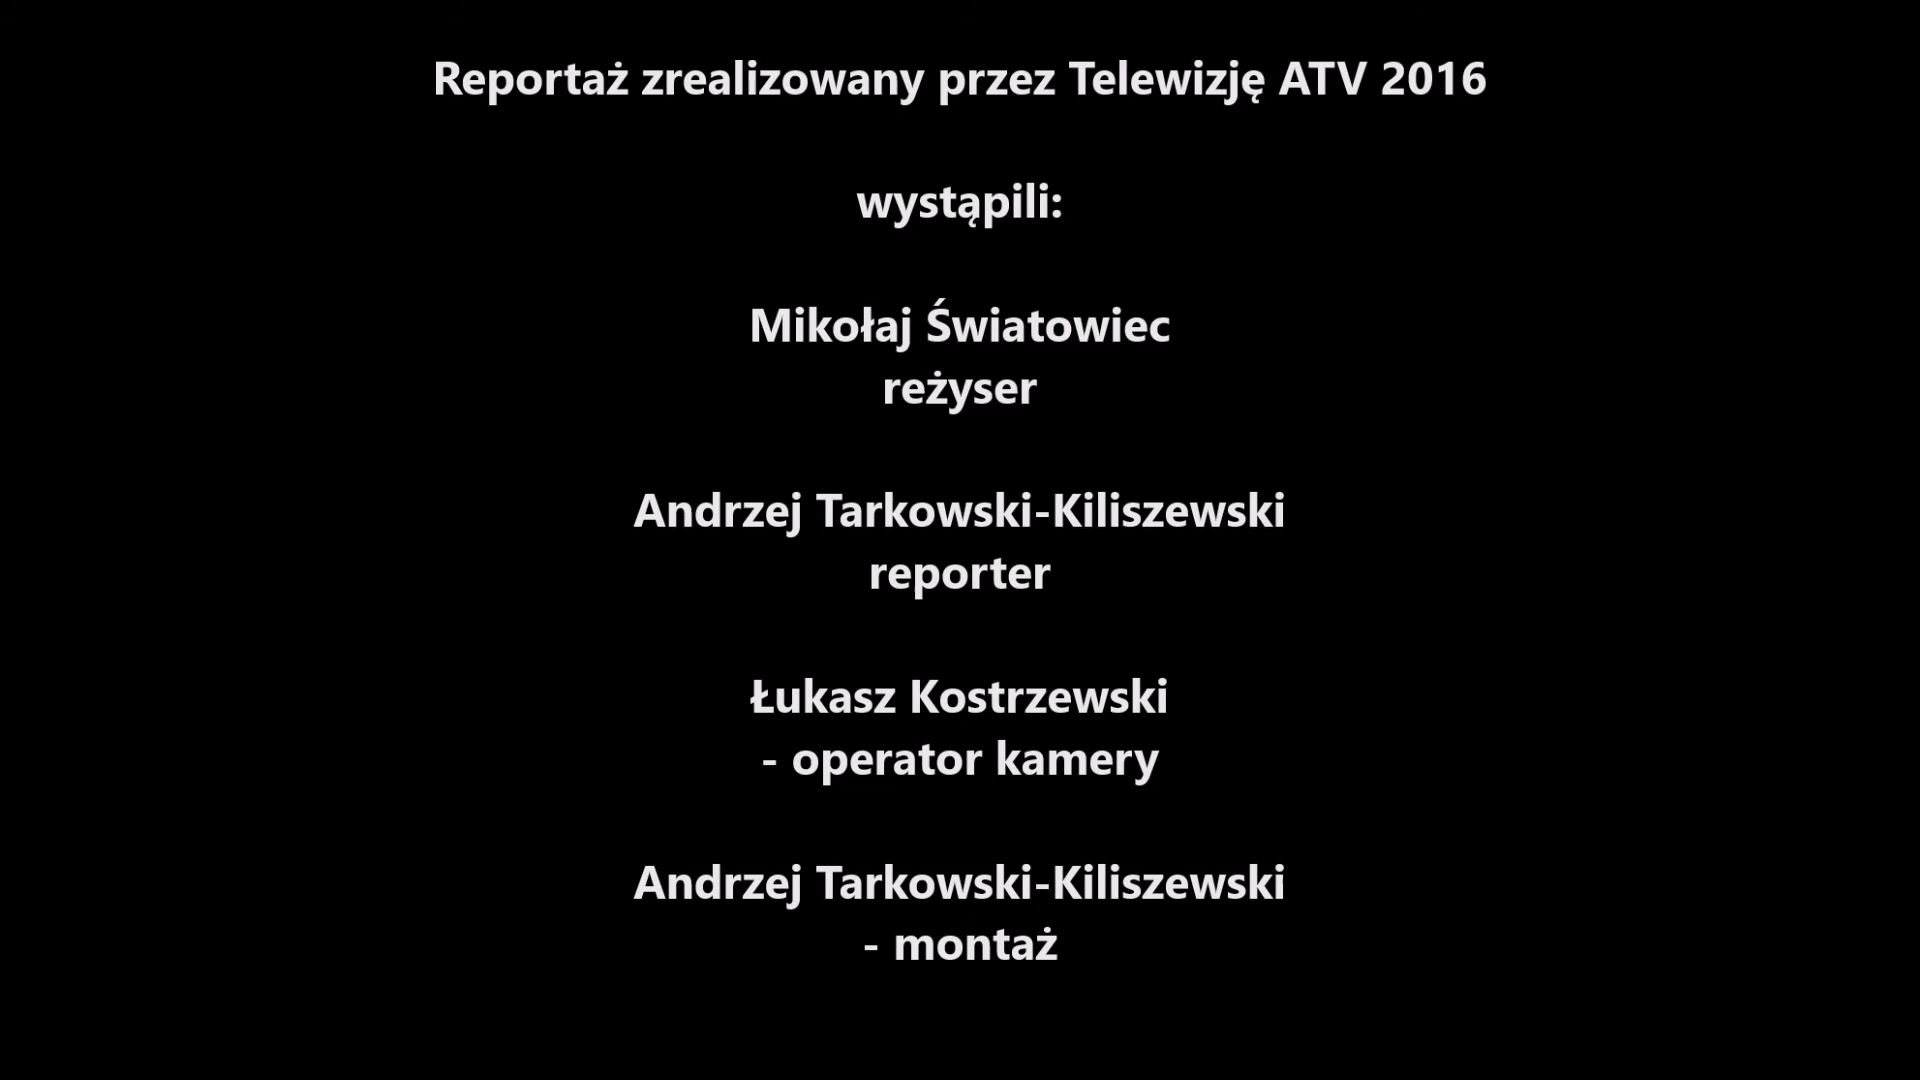 Reportaż zrealizowany przez Telewizję ATV 2016
wystąpili:
Mikołaj Światowiec
reżyser
Andrzej Tarkowski-Kiliszewski
reporter
Łukasz Kostrzewski
- operator kamery
Andrzej Tarkowski-Kiliszewski
- montaż